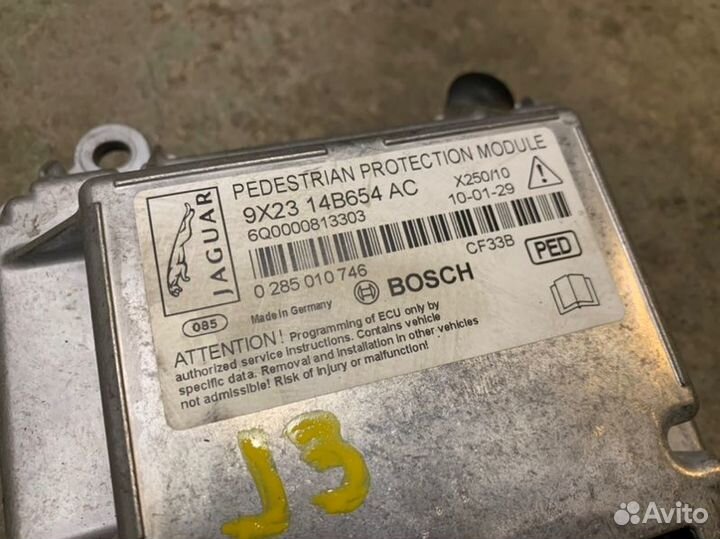 PEDESTRIAN PROTECTION MODULE
9X23 14B654 AC
X250/10
6Q0000813303
10-01-29
JAGUAR
CF33B
PED
0 285 010 746
BOSCH
Made in Germany
085
ATTENTION! Programming of ECU only by
authorized service instructions. Contains vehicle
specific data. Removal and installation in other vehicles
not admissible! Risk of injury or malfunction!
J3
Avito